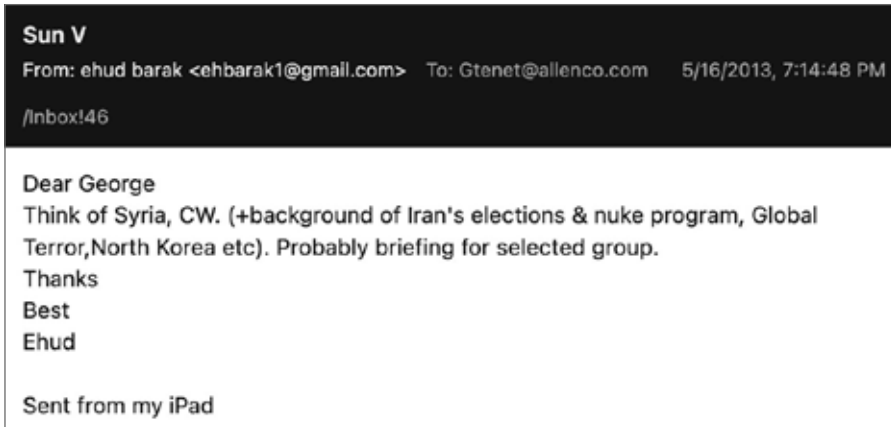 Sun V
From: ehud barak <ehbarak1@gmail.com> To: Gtenet@allenco.com 5/16/2013, 7:14:48 PM
/Inbox!46
Dear George
Think of Syria, CW. (+background of Iran's elections & nuke program, Global
Terror,North Korea etc). Probably briefing for selected group.
Thanks
Best
Ehud
Sent from my iPad